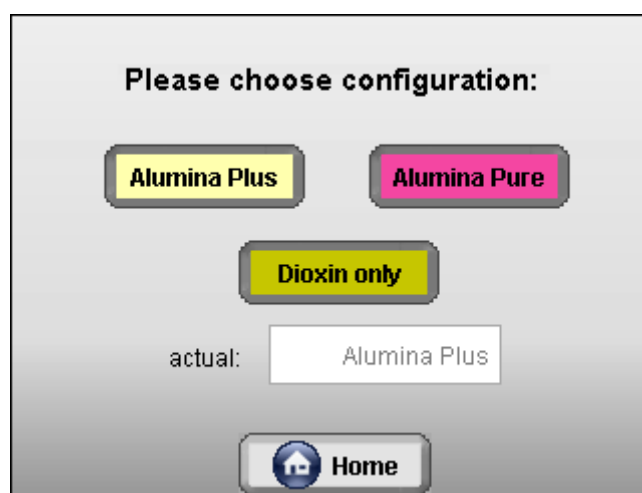 Please choose configuration:
Alumina Plus
Alumina Pure
Dioxin only
actual:
Alumina Plus
Home